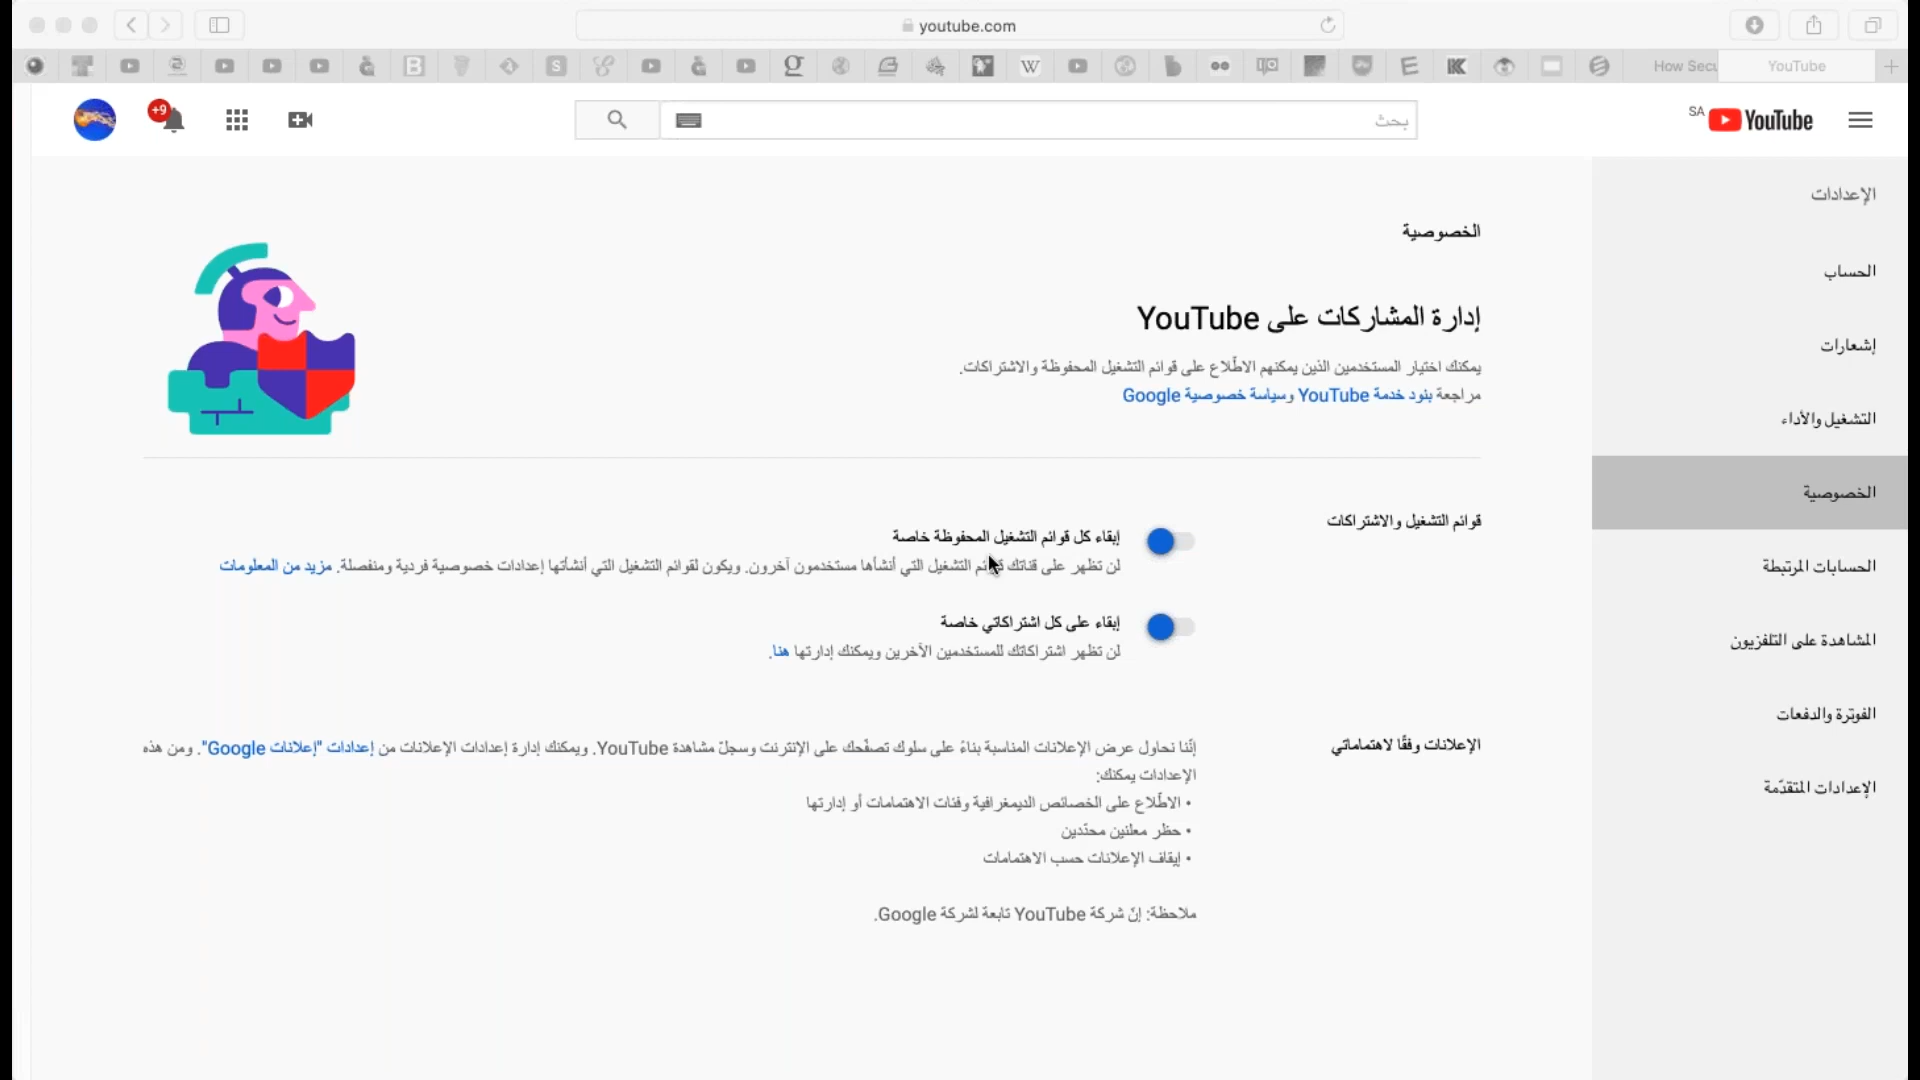 youtube.com
How Secu
YouTube
+9
بحث
SA
YouTube
الإعدادات
الحساب
إشعارات
التشغيل والأداء
الخصوصية
الحسابات المرتبطة
المشاهدة على التلفزيون
الفوترة والدفعات
الإعدادات المتقدّمة
الخصوصية
إدارة المشاركات على YouTube
يمكنك اختيار المستخدمين الذين يمكنهم الاطّلاع على قوائم التشغيل المحفوظة والاشتراكات.
مراجعة بنود خدمة YouTube وسياسة خصوصية Google
قوائم التشغيل والاشتراكات
إبقاء كل قوائم التشغيل المحفوظة خاصة
لن تظهر على قناتك قوائم التشغيل التي أنشأها مستخدمون آخرون. ويكون لقوائم التشغيل التي أنشأتها إعدادات خصوصية فردية ومنفصلة. مزيد من المعلومات
إبقاء على كل اشتراكاتي خاصة
لن تظهر اشتراكاتك للمستخدمين الآخرين ويمكنك إدارتها هنا.
الإعلانات وفقًا لاهتماماتي
إنّنا نحاول عرض الإعلانات المناسبة بناءً على سلوك تصفّحك على الإنترنت وسجلّ مشاهدة YouTube. ويمكنك إدارة إعدادات الإعلانات من إعدادات "إعلانات Google". ومن هذه
الإعدادات يمكنك:
• الاطّلاع على الخصائص الديمغرافية وفئات الاهتمامات أو إدارتها
• حظر معلنين محدّدين
• إيقاف الإعلانات حسب الاهتمامات
ملاحظة: إنّ شركة YouTube تابعة لشركة Google.